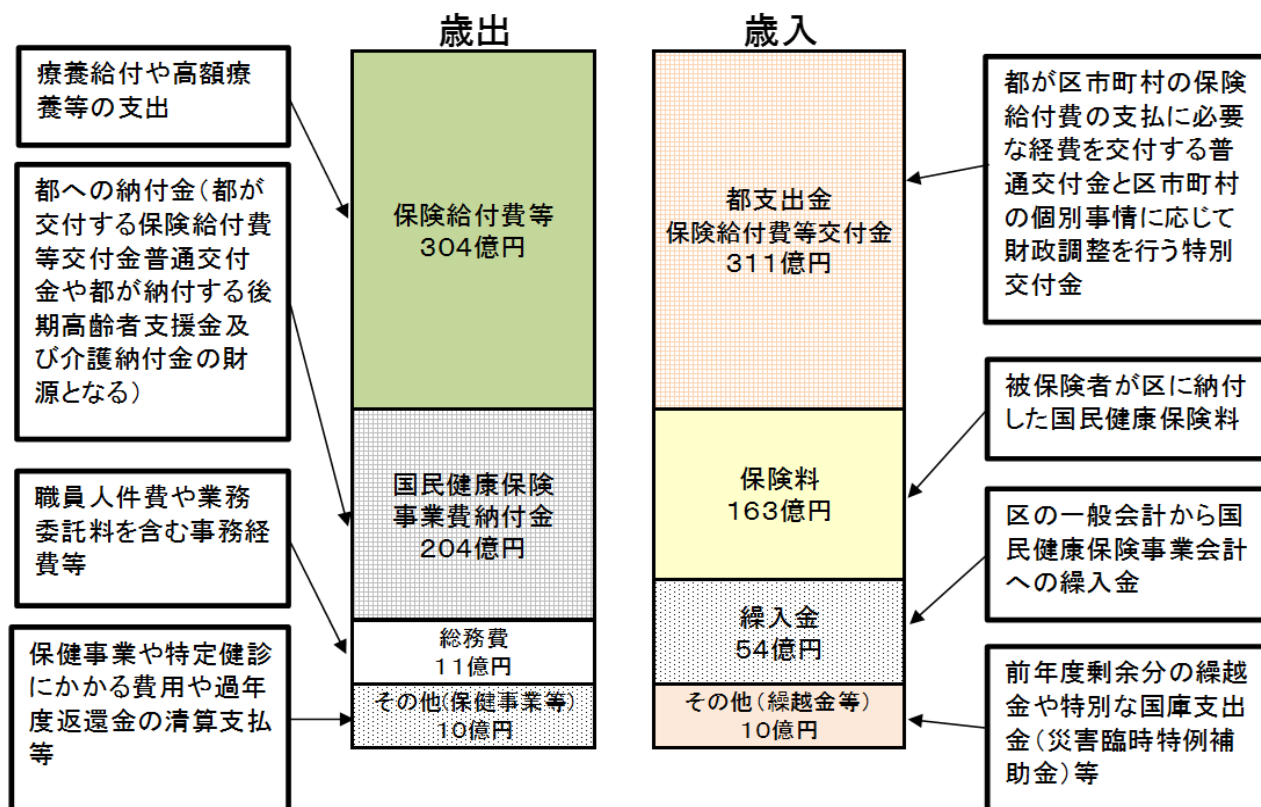 歳出
療養給付や高額療
養等の支出
都への納付金(都が
交付する保険給付費
等交付金普通交付
金や都が納付する後
期高齢者支援金及
び介護納付金の財
源となる)
職員人件費や業務
委託料を含む事務経
費等
保健事業や特定健診
にかかる費用や過年
度返還金の清算支払
等
保険給付費等
304億円
国民健康保険
事業費納付金
204億円
総務費
11億円
その他(保健事業等)
10億円
歳入
都支出金
保険給付費等交付金
311億円
保険料
163億円
繰入金
54億円
その他(繰越金等)
10億円
都が区市町村の保険
給付費の支払に必要
な経費を交付する普
通交付金と区市町村
の個別事情に応じて
財政調整を行う特別
交付金
被保険者が区に納付
した国民健康保険料
区の一般会計から国
民健康保険事業会計
への繰入金
前年度剰余分の繰越
金や特別な国庫支出
金(災害臨時特例補
助金)等